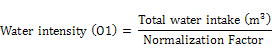 Water intensity (O1) = Total water intake (m³) / Normalization Factor